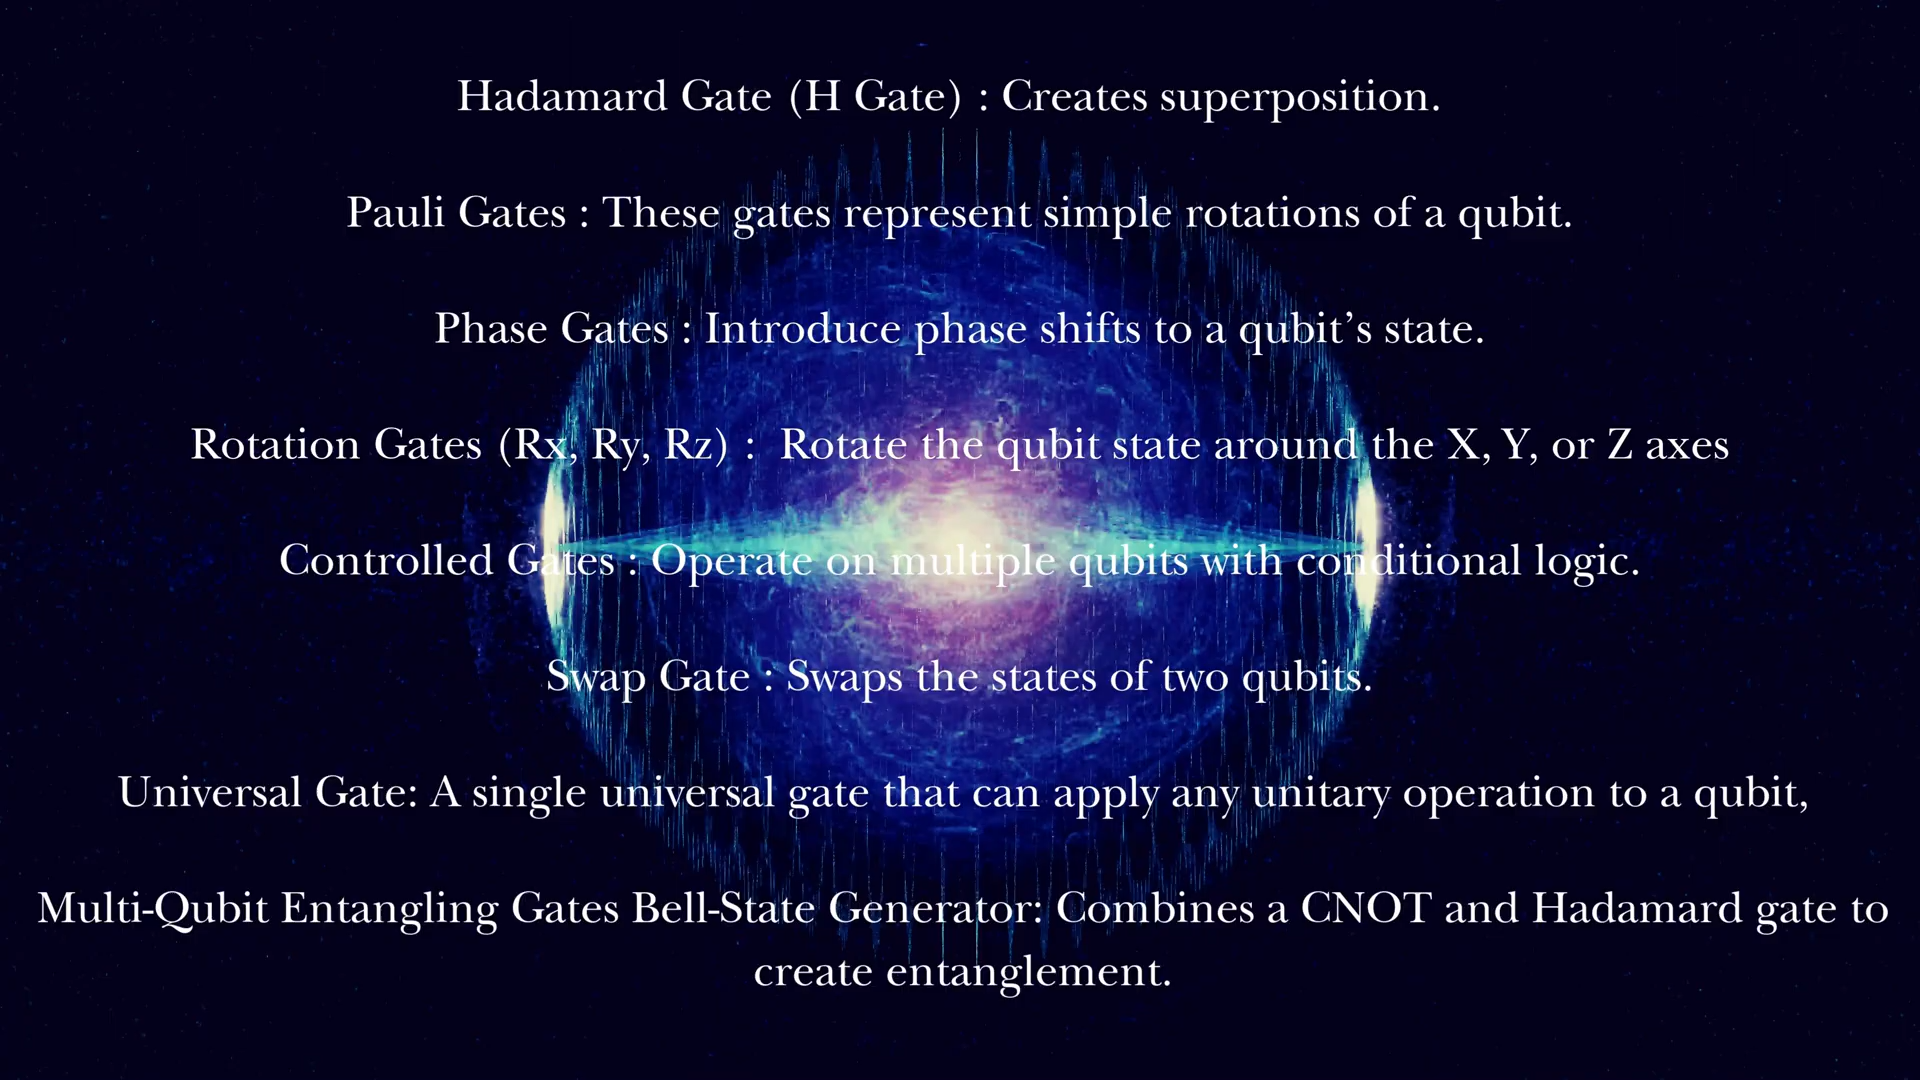 Hadamard Gate (H Gate) : Creates superposition.
Pauli Gates : These gates represent simple rotations of a qubit.
Phase Gates : Introduce phase shifts to a qubit’s state.
Rotation Gates (Rx, Ry, Rz) :  Rotate the qubit state around the X, Y, or Z axes
Controlled Gates : Operate on multiple qubits with conditional logic.
Swap Gate : Swaps the states of two qubits.
Universal Gate: A single universal gate that can apply any unitary operation to a qubit,
Multi-Qubit Entangling Gates Bell-State Generator: Combines a CNOT and Hadamard gate to
create entanglement.